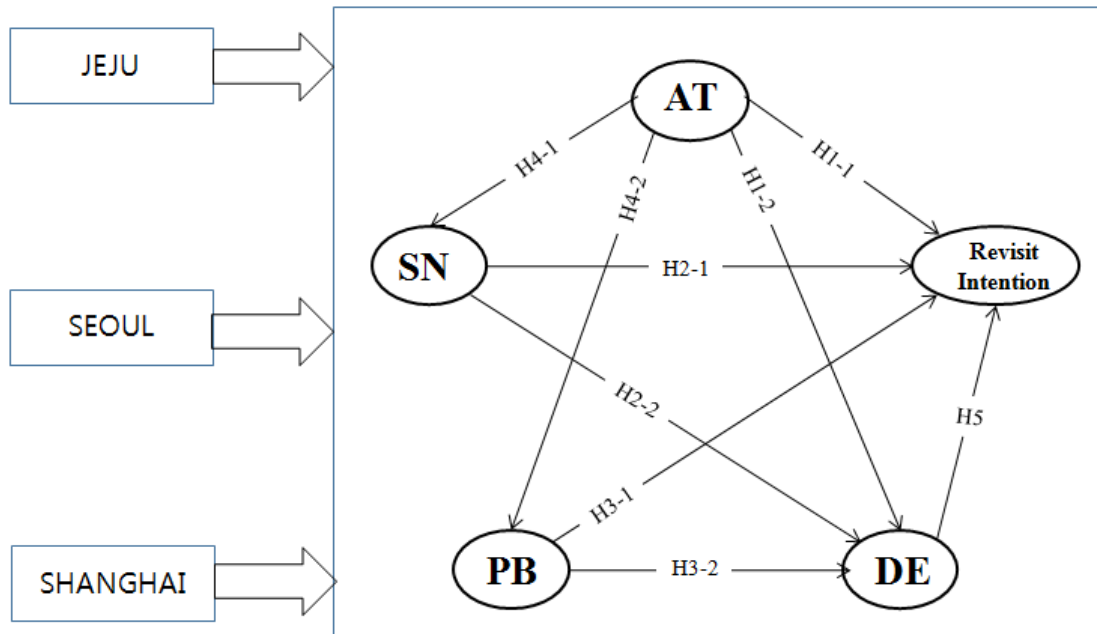 JEJU
AT
H4-1
H4-2
H1-2
H1-1
SN
H2-1
Revisit
Intention
SEOUL
H2-2
H3-1
H5
SHANGHAI
PB
H3-2
DE